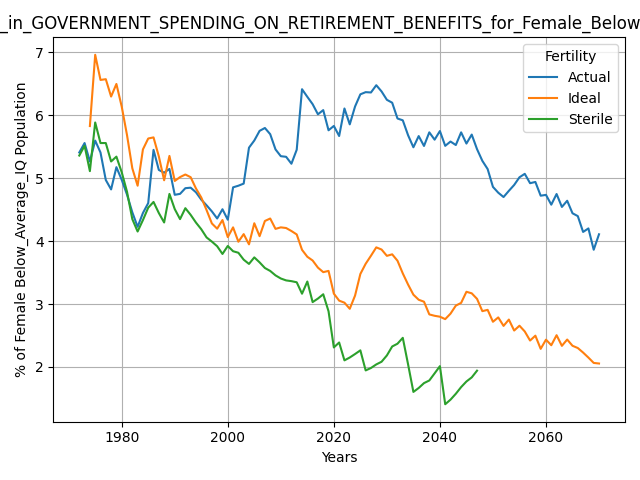 _in_GOVERNMENT_SPENDING_ON_RETIREMENT_BENEFITS_for_Female_Below
% of Female Below_Average_IQ Population
7
6
5
4
3
2
Fertility
Actual
Ideal
Sterile
1980
2000
2020
2040
2060
Years